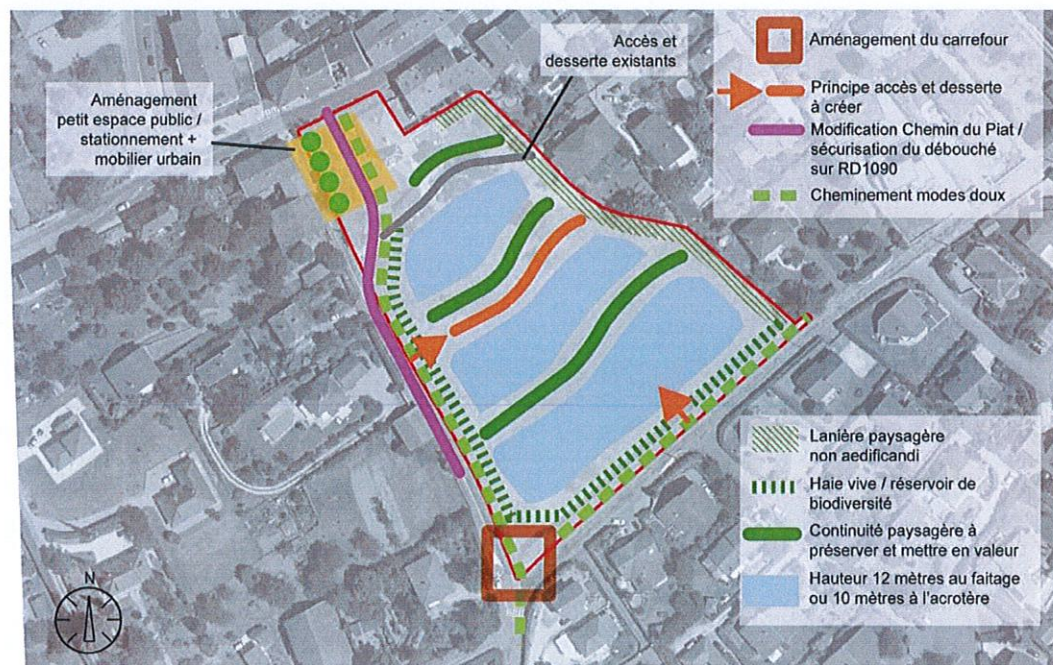 Accès et
desserte existants
Aménagement
petit espace public /
stationnement +
mobilier urbain
Aménagement du carrefour
Principe accès et desserte
à créer
Modification Chemin du Piat /
sécurisation du débouché
sur RD1090
Cheminement modes doux
Lanière paysagère
non aedificandi
Haie vive / réservoir de
biodiversité
Continuité paysagère à
préserver et mettre en valeur
Hauteur 12 mètres au faitage
ou 10 mètres à l'acrotère
N